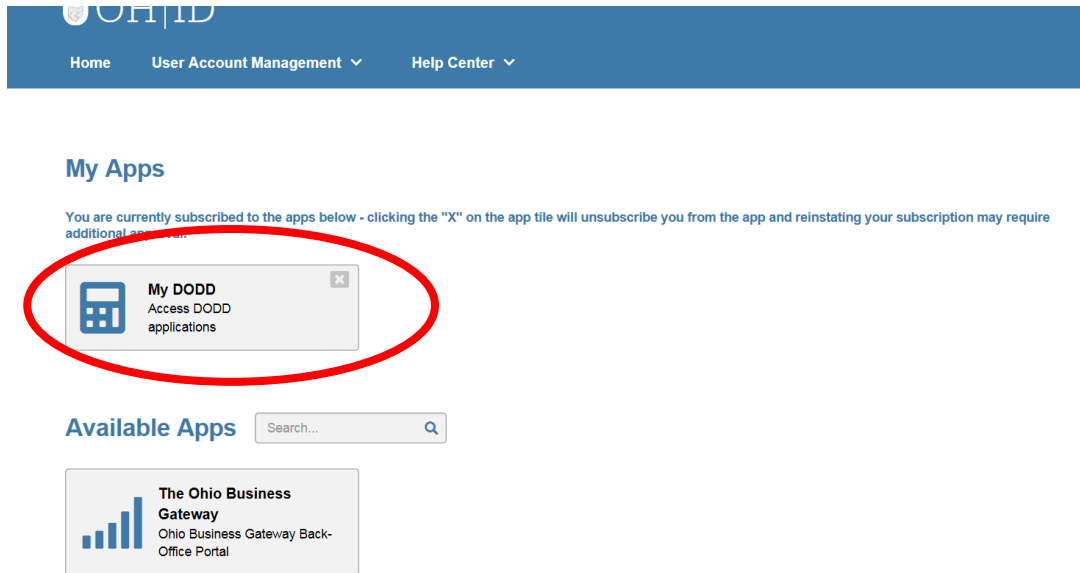 OH|ID
Home User Account Management Help Center
My Apps
You are currently subscribed to the apps below - clicking the "X" on the app tile will unsubscribe you from the app and reinstating your subscription may require
additional
My DODD
Access DODD
applications
Available Apps Search...
The Ohio Business
Gateway
Ohio Business Gateway Back-
Office Portal